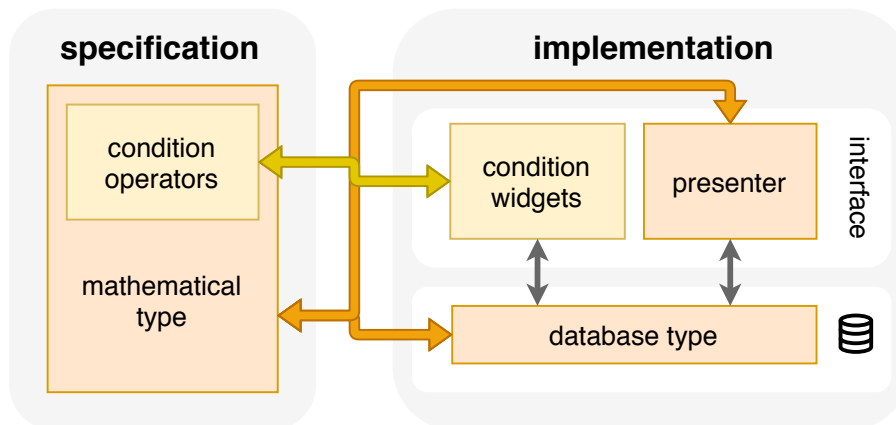 specification
condition
operators
mathematical
type
implementation
condition
widgets
presenter
interface
database type